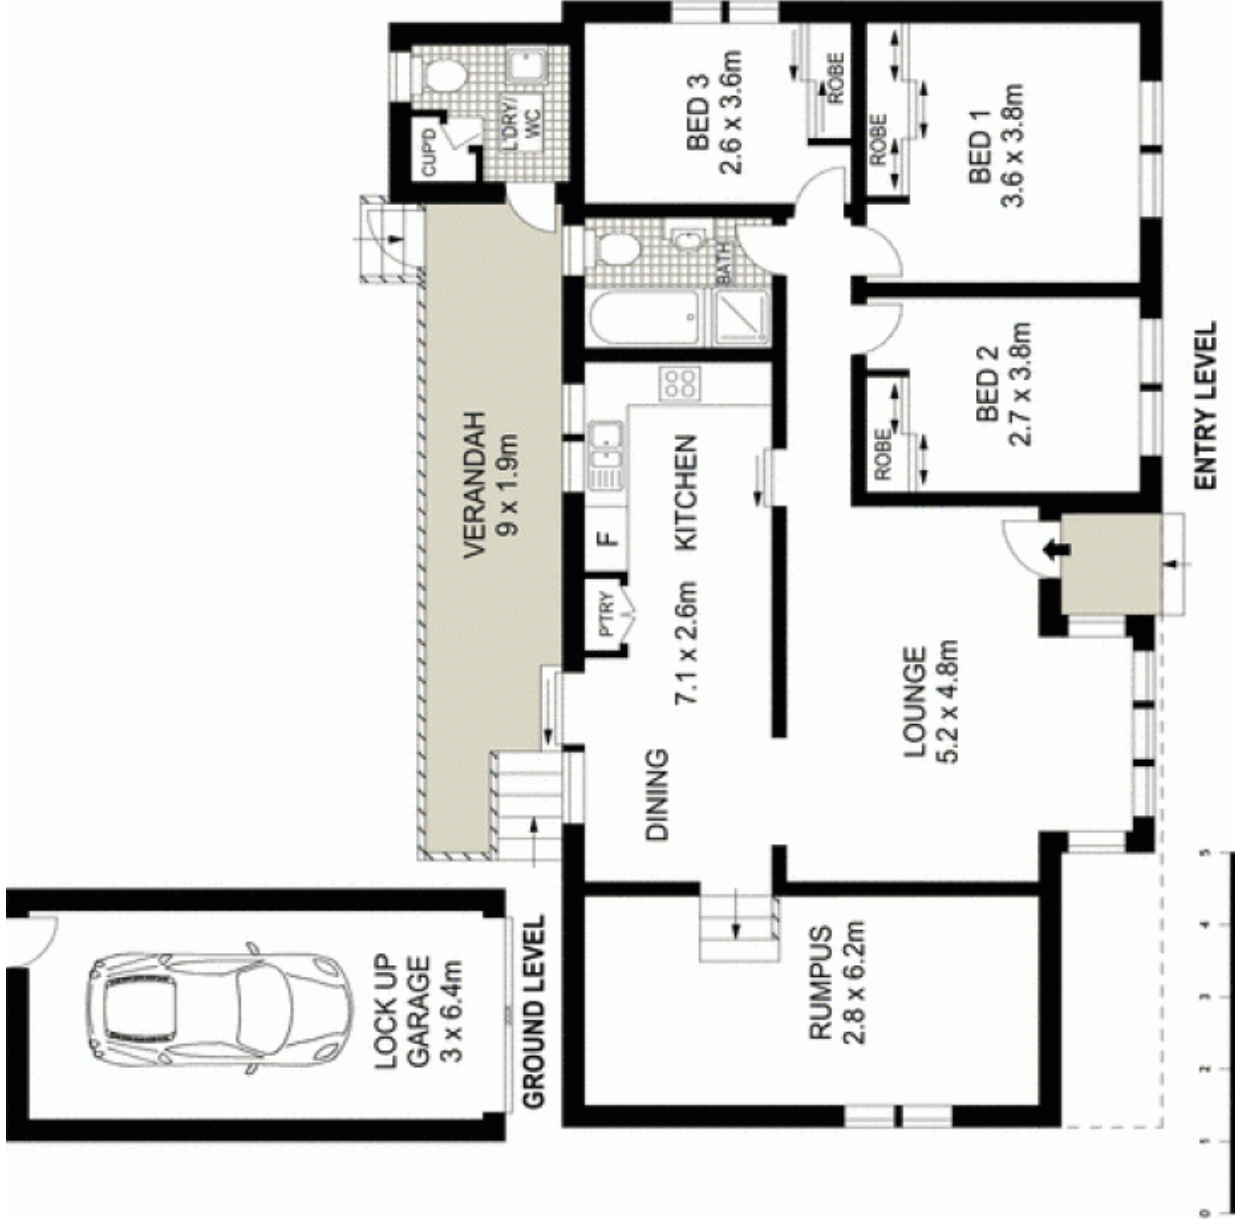 L'DRY/
WC
CUP'D
BED 3
2.6 x 3.6m
ROBE
ROBE
BED 1
3.6 x 3.8m
BATH
VERANDAH
9 x 1.9m
F
KITCHEN
P'TRY
7.1 x 2.6m
DINING
ROBE
BED 2
2.7 x 3.8m
ENTRY LEVEL
LOUNGE
5.2 x 4.8m
RUMPUS
2.8 x 6.2m
LOCK UP
GARAGE
3 x 6.4m
GROUND LEVEL
0 1 2 3 4 5